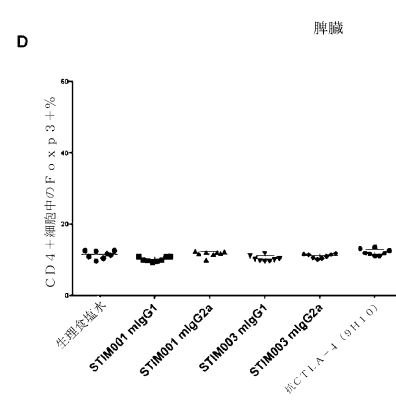 脾臓
D
CD4+細胞中のFoxp3+%
60
40
20
0
生理食塩水
STIM001 mIgG1
STIM001 mIgG2a
STIM003 mIgG1
STIM003 mIgG2a
抗CTLA-4(9H10)